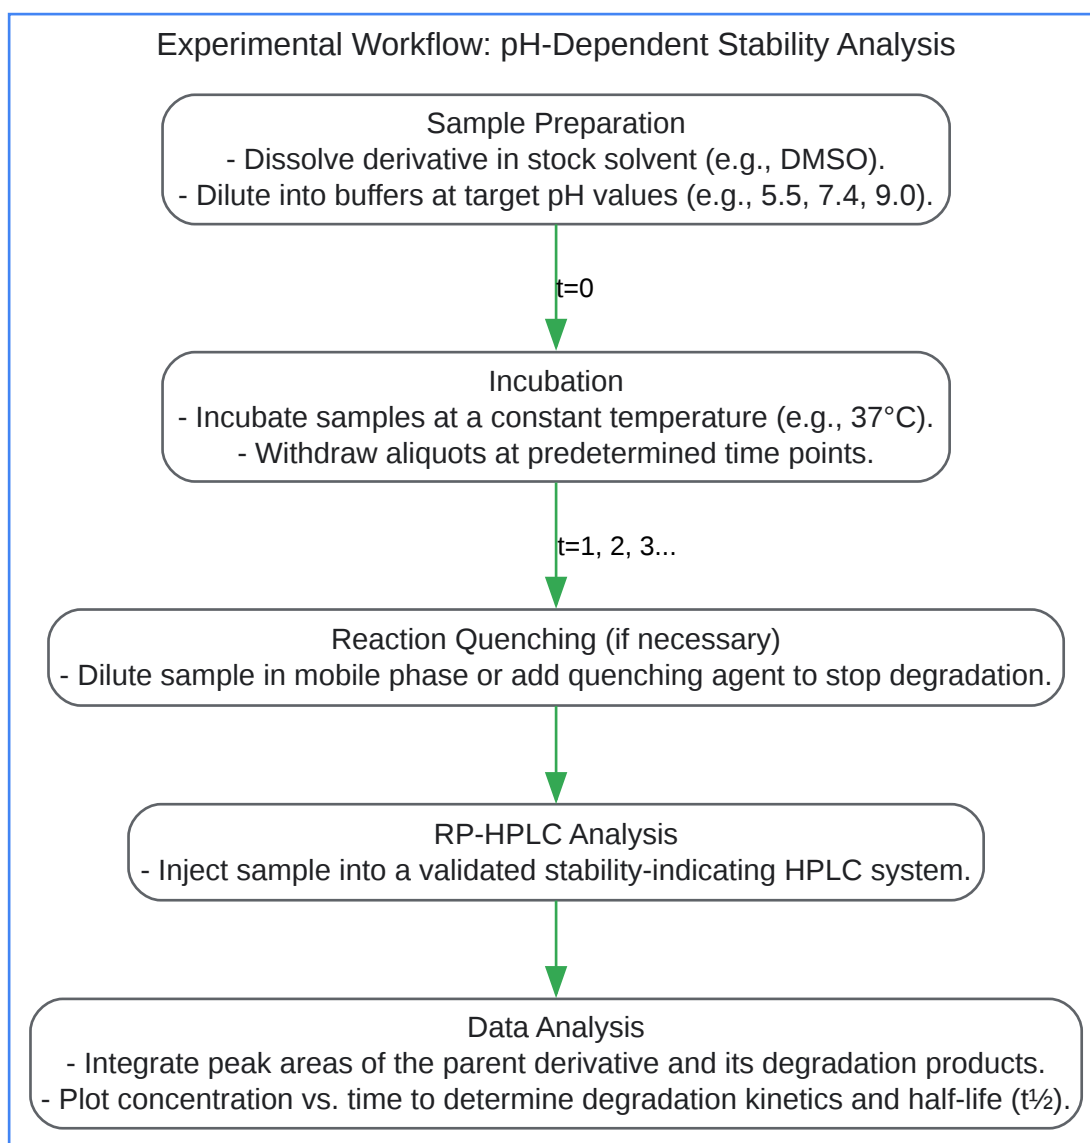 Experimental Workflow: pH-Dependent Stability Analysis
Sample Preparation
- Dissolve derivative in stock solvent (e.g., DMSO).
- Dilute into buffers at target pH values (e.g., 5.5, 7.4, 9.0).
t=0
Incubation
- Incubate samples at a constant temperature (e.g., 37°C).
- Withdraw aliquots at predetermined time points.
t=1, 2, 3...
Reaction Quenching (if necessary)
- Dilute sample in mobile phase or add quenching agent to stop degradation.
RP-HPLC Analysis
- Inject sample into a validated stability-indicating HPLC system.
Data Analysis
- Integrate peak areas of the parent derivative and its degradation products.
- Plot concentration vs. time to determine degradation kinetics and half-life (t½).